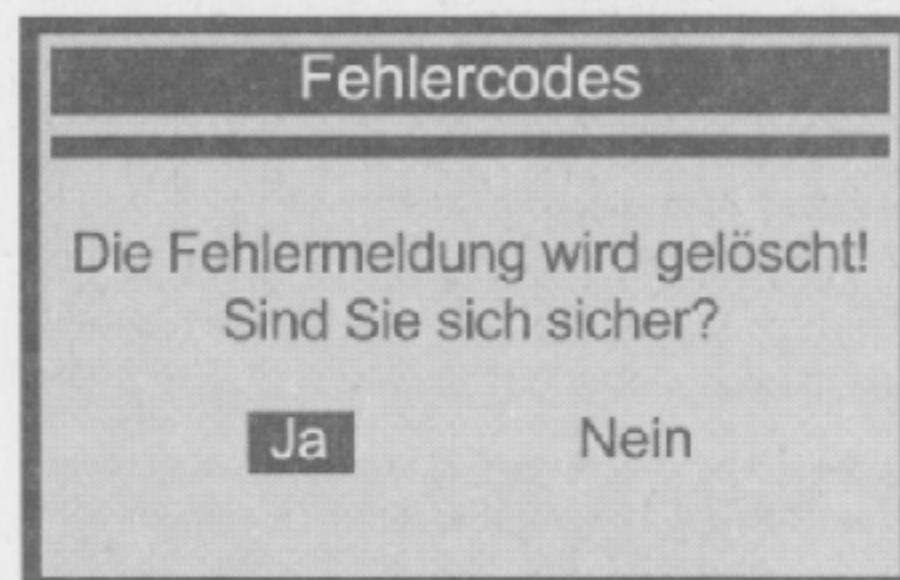 Fehlercodes
Die Fehlermeldung wird gelöscht!
Sind Sie sich sicher?
Ja Nein